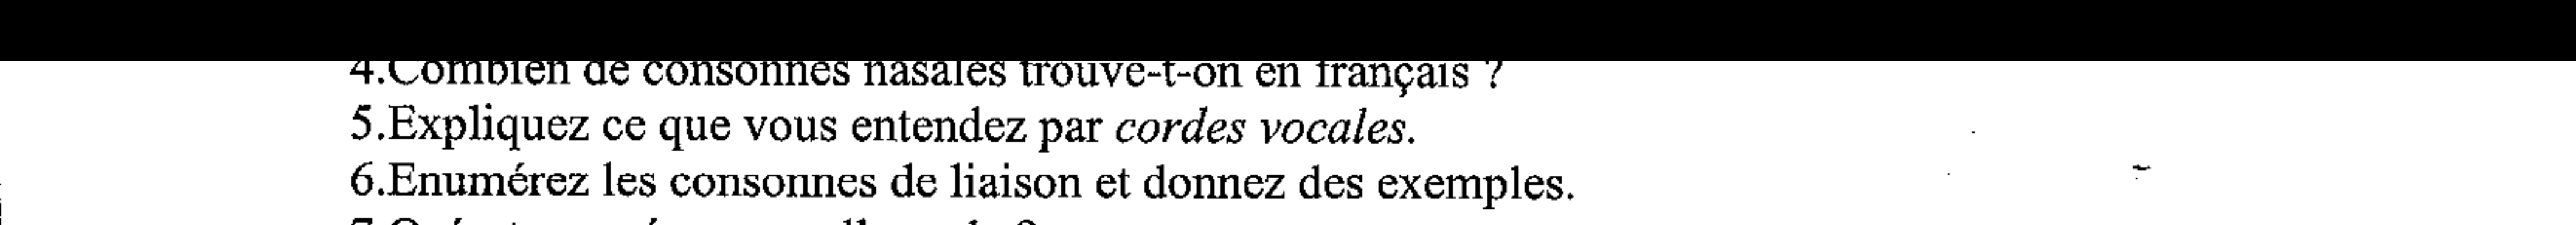 4.Combien de consonnes nasales trouve-t-on en français ?
5.Expliquez ce que vous entendez par cordes vocales.
6.Enumérez les consonnes de liaison et donnez des exemples.